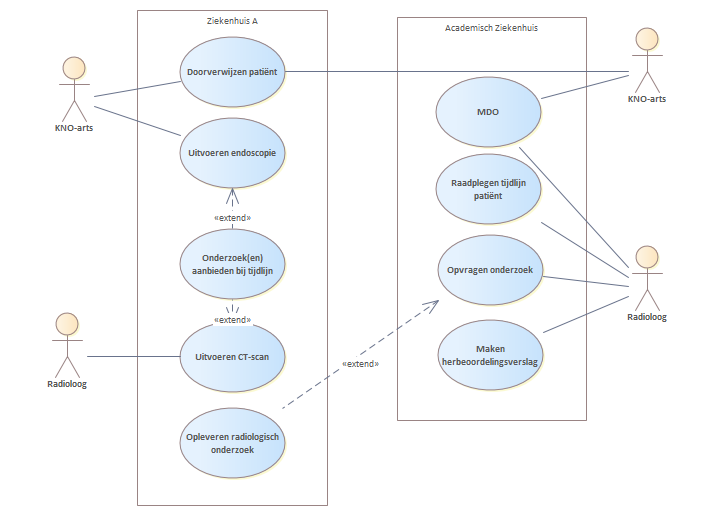 Ziekenhuis A
Doorverwijzen patiënt
KNO-arts
Uitvoeren endoscopie
«extend»
Onderzoek(en)
aanbieden bij tijdlijn
«extend»
Uitvoeren CT-scan
Radioloog
Opleveren radiologisch
onderzoek
«extend»
Academisch Ziekenhuis
KNO-arts
MDO
Raadplegen tijdlijn
patiënt
Opvragen onderzoek
Radioloog
Maken
herbeoordelingsverslag